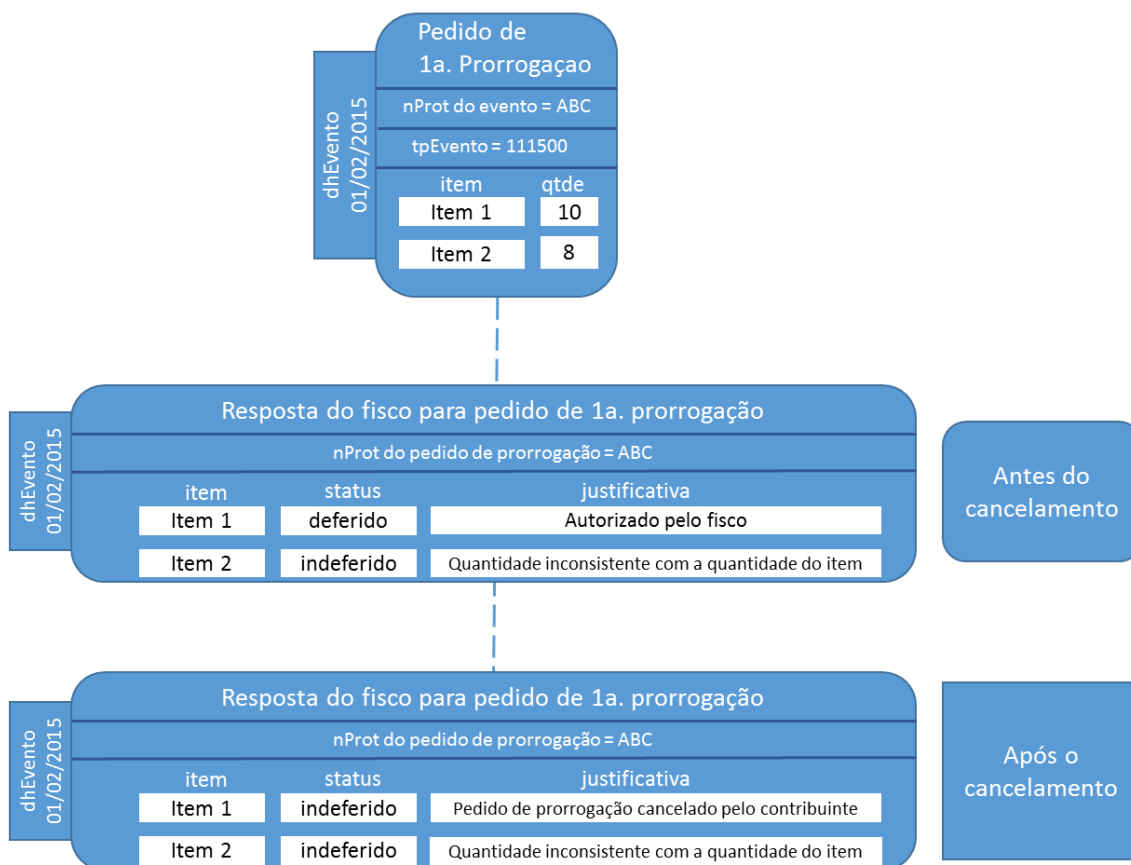 Pedido de
1a. Prorrogaçao
dhEvento
01/02/2015
nProt do evento = ABC
tpEvento = 111500
item qtde
Item 1 10
Item 2 8
Resposta do fisco para pedido de 1a. prorrogação
dhEvento
01/02/2015
nProt do pedido de prorrogação = ABC
item status justificativa
Item 1 deferido Autorizado pelo fisco
Item 2 indeferido Quantidade inconsistente com a quantidade do item
Antes do
cancelamento
Resposta do fisco para pedido de 1a. prorrogação
dhEvento
01/02/2015
nProt do pedido de prorrogação = ABC
item status justificativa
Item 1 indeferido Pedido de prorrogação cancelado pelo contribuinte
Item 2 indeferido Quantidade inconsistente com a quantidade do item
Após o
cancelamento